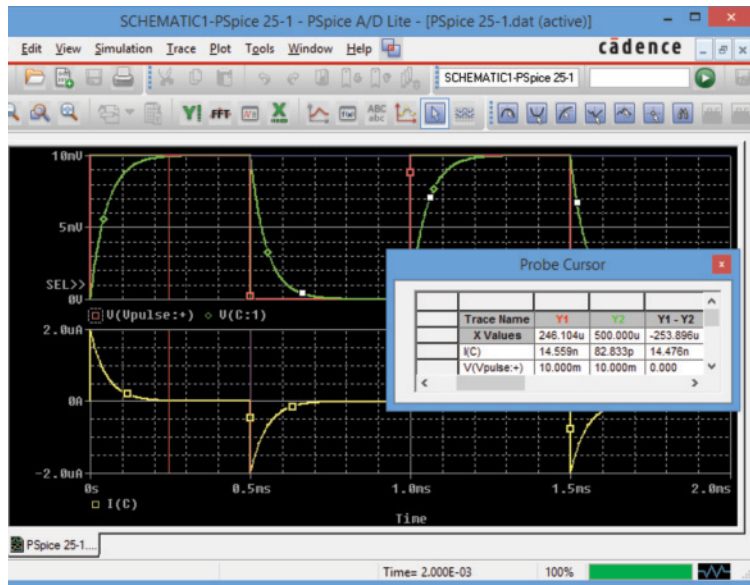 SCHEMATIC1-PSpice 25-1 - PSpice A/D Lite - [PSpice 25-1.dat (active)]
Edit View Simulation Trace Plot Tools Window Help
cādence
SCHEMATIC1-PSpice 25-1
FFT
ABC
abc
10mV
5mV
SEL>>
0V
V(Vpulse:+) V(C:1)
2.0uA
0A
-2.0uA
0s 0.5ms 1.0ms 1.5ms 2.0ms
I(C)
Time
Probe Cursor
Trace Name Y1 Y2 Y1 - Y2
X Values 246.104u 500.000u -253.896u
I(C) 14.559n 82.833p 14.476n
V(Vpulse:+) 10.000m 10.000m 0.000
PSpice 25-1....
Time= 2.000E-03 100%